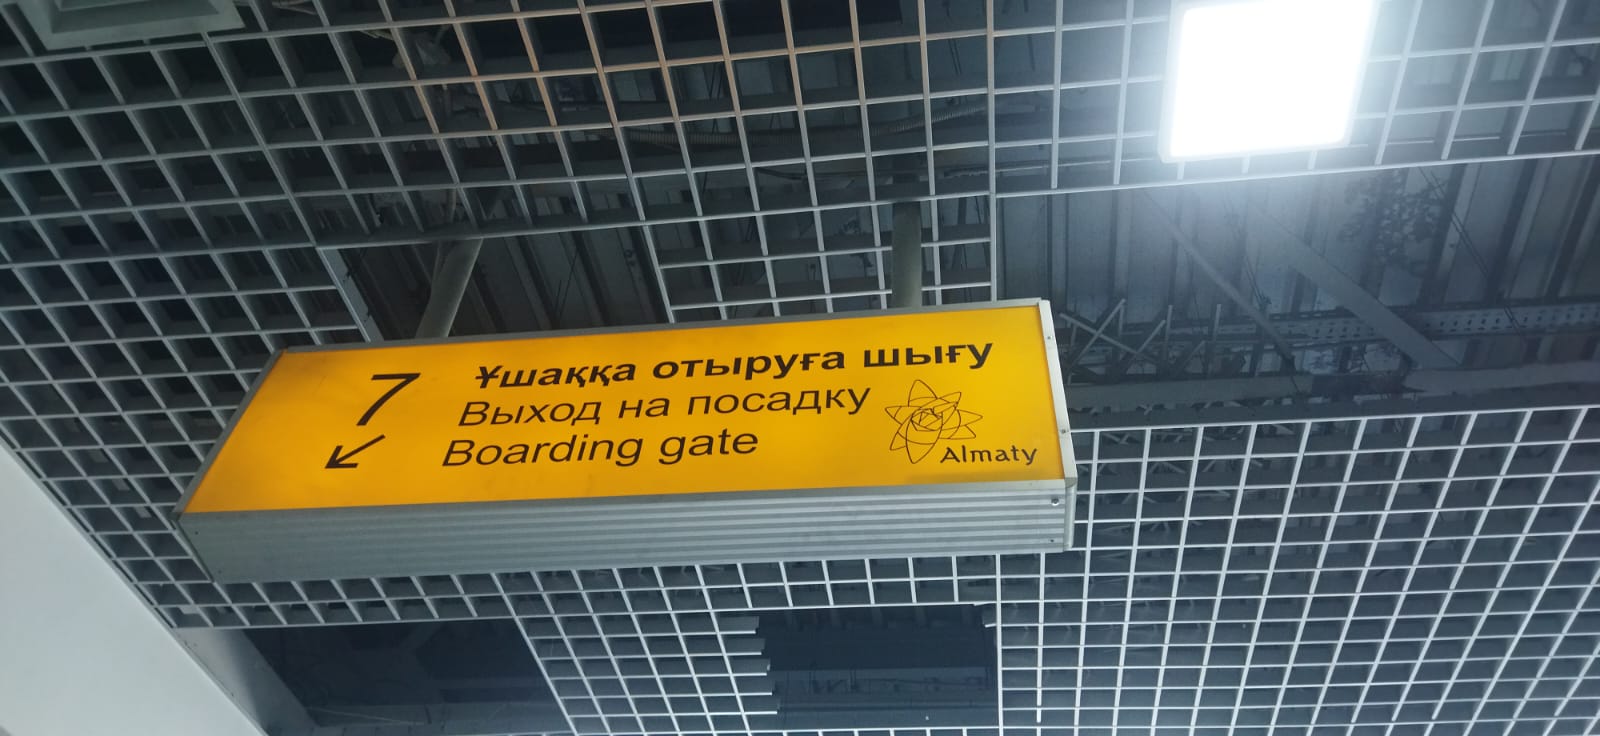 7
Ұшаққа отыруға шығу
Выход на посадку
Boarding gate
Almaty